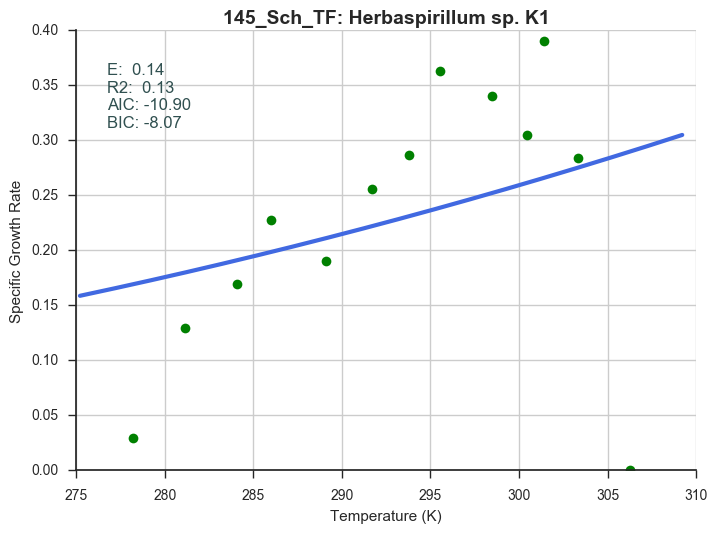 145_Sch_TF: Herbaspirillum sp. K1
E: 0.14
R2: 0.13
AIC: -10.90
BIC: -8.07
Specific Growth Rate
0.40
0.35
0.30
0.25
0.20
0.15
0.10
0.05
0.00
275 280 285 290 295 300 305 310
Temperature (K)